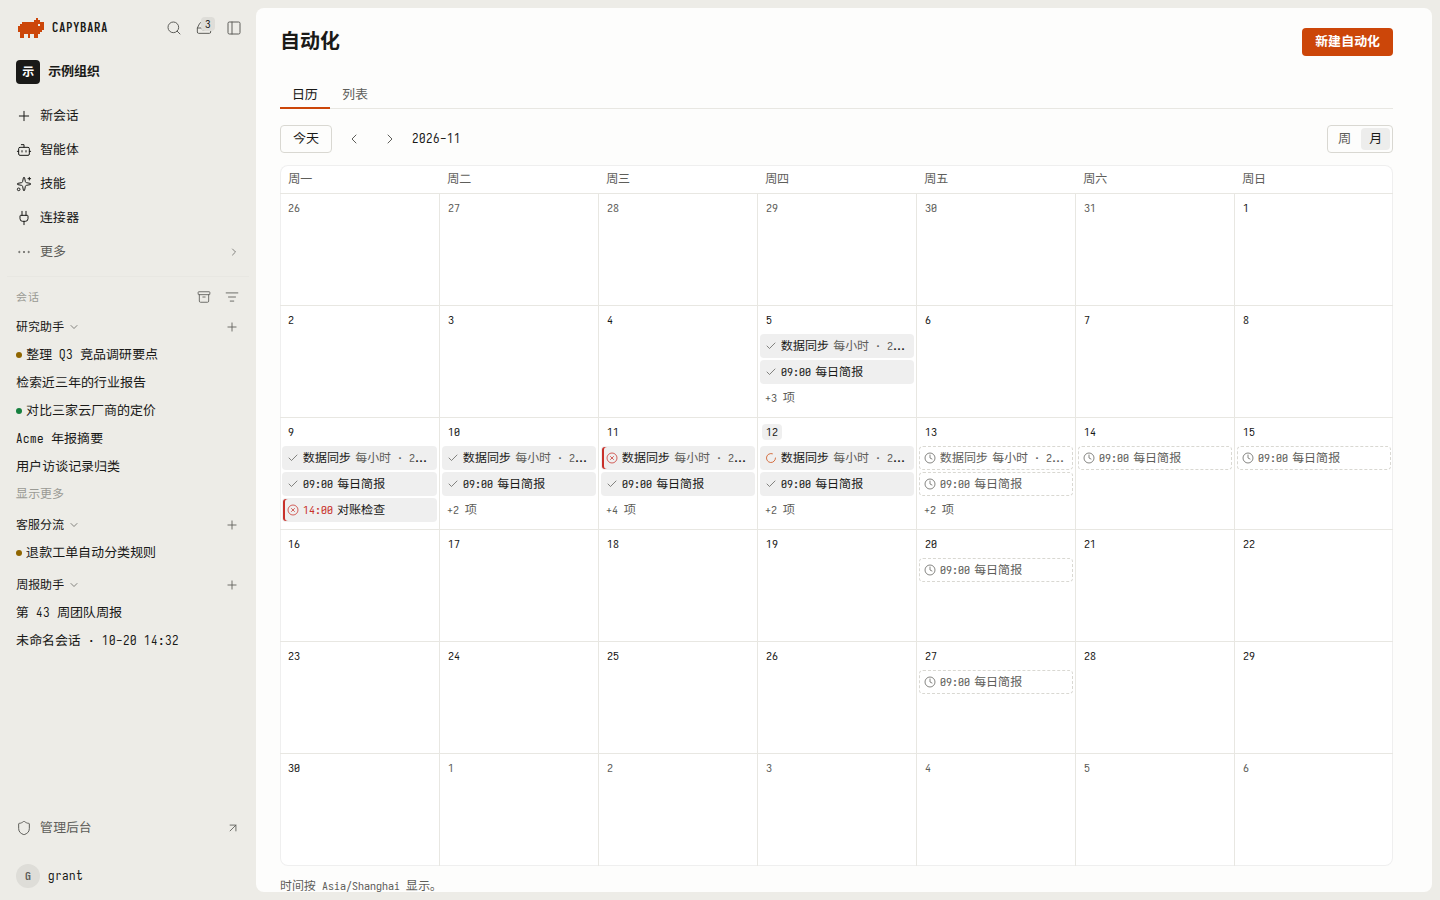 CAPYBARA
3
示 示例组织
新会话
智能体
技能
连接器
更多
会话
研究助手
整理 Q3 竞品调研要点
检索近三年的行业报告
对比三家云厂商的定价
Acme 年报摘要
用户访谈记录归类
显示更多
客服分流
退款工单自动分类规则
周报助手
第 43 周团队周报
未命名会话 · 10-20 14:32
管理后台
G grant
自动化
新建自动化
日历 列表
今天 2026-11 周 月
周一 周二 周三 周四 周五 周六 周日
26 27 28 29 30 31 1
2 3 4 5 6 7 8
数据同步 每小时 · 2...
09:00 每日简报
+3 项
9 10 11 12 13 14 15
数据同步 每小时 · 2... 数据同步 每小时 · 2... 数据同步 每小时 · 2... 数据同步 每小时 · 2... 数据同步 每小时 · 2... 09:00 每日简报 09:00 每日简报
09:00 每日简报 09:00 每日简报 09:00 每日简报 09:00 每日简报 09:00 每日简报
14:00 对账检查 +2 项 +4 项 +2 项 +2 项
16 17 18 19 20 21 22
09:00 每日简报
23 24 25 26 27 28 29
09:00 每日简报
30 1 2 3 4 5 6
时间按 Asia/Shanghai 显示。